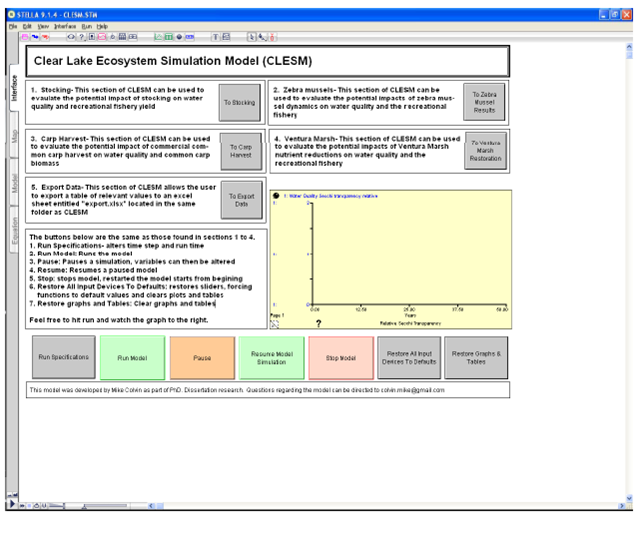 STELLA 9.1.4 - CLESM.STM
File Edit View Interface Run Help
Interface
Map
Model
Equation
Clear Lake Ecosystem Simulation Model (CLESM)
1. Stocking- This section of CLESM can be used to
evaulate the potential impact of stocking on water
quality and recreational fishery yield
To Stocking
2. Zebra mussels- This section of CLESM can be
used to evaluate the potential impacts of zebra mus-
sel dynamics on water quality and the recreational
fishery
To Zebra
Mussel
Results
3. Carp Harvest- This section of CLESM can be used
to evaluate the potential impact of commercial com-
mon carp harvest on water quality and common carp
biomass
To Carp
Harvest
4. Ventura Marsh- This section of CLESM can be used
to evaluate the potential impacts of Ventura Marsh
nutrient reductions on water quality and the
recreational fishery
To Ventura
Marsh
Restoration
5. Export Data- This section of CLESM allows the user
to export a table of relevant values to an excel
sheet entitled "export.xlsx" located in the same
folder as CLESM
To Export
Data
The buttons below are the same as those found in sections 1 to 4.
1. Run Specifications- alters time step and run time
2. Run Model: Runs the model
3. Pause: Pauses a simulation, variables can then be altered
4. Resume: Resumes a paused model
5. Stop: stops model, restarted the model starts from begining
6. Restore All Input Devices To Defaults: restores sliders, forcing
functions to default values and clears plots and tables
7. Restore graphs and Tables: Clear graphs and tables
Feel free to hit run and watch the graph to the right.
1: Water Quality Secchi transparency relative
1:
2
1:
1
1:
0
0.00 12.50 25.00 37.50 50.00
Page 1
Years
?
Relative Secchi Transparency
Run Specifications
Run Model
Pause
Resume Model
Simulation
Stop Model
Restore All Input
Devices To Defaults
Restore Graphs &
Tables
This model was developed by Mike Colvin as part of PhD. Dissertation research. Questions regarding the model can be directed to colvin.mike@gmail.com